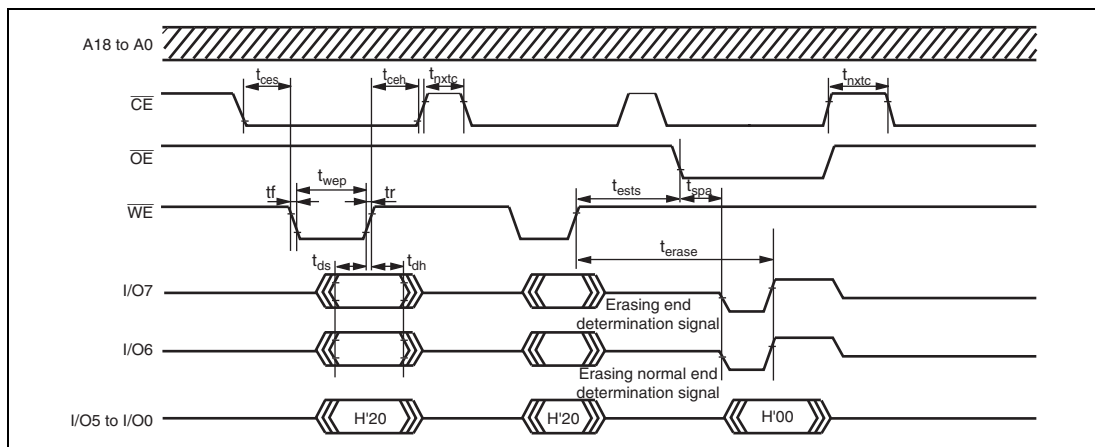 A18 to A0
tces
tceh
tnxtc
tnxtc
CE
OE
twep
tests
tspa
tf
tr
WE
terase
tds
tdh
I/O7
Erasing end
determination signal
I/O6
Erasing normal end
determination signal
I/O5 to I/O0
H'20
H'20
H'00